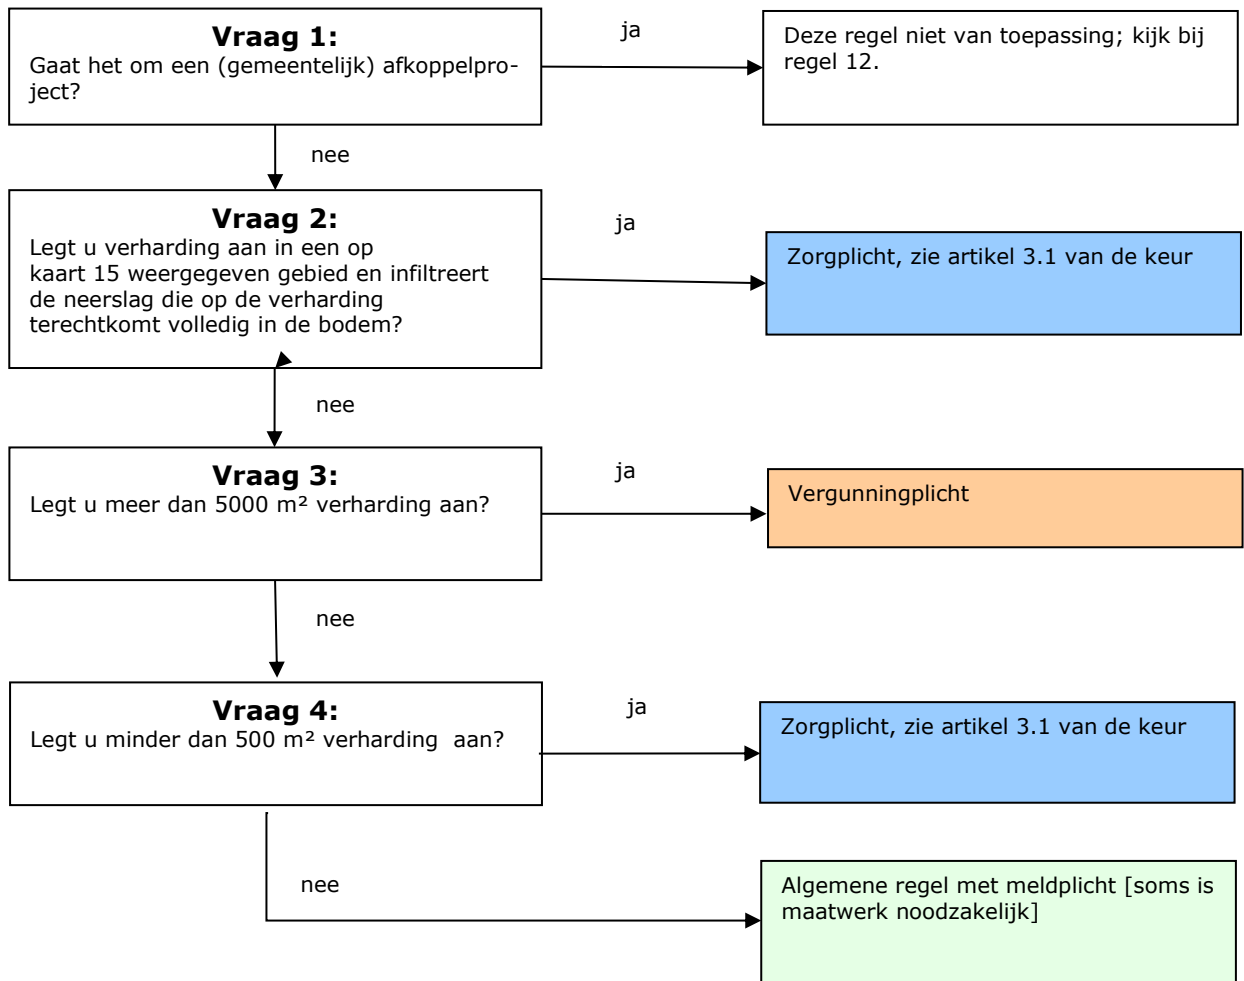 Vraag 1:
Gaat het om een (gemeentelijk) afkoppelpro-
ject?
ja
Deze regel niet van toepassing; kijk bij
regel 12.
nee
Vraag 2:
Legt u verharding aan in een op
kaart 15 weergegeven gebied en infiltreert
de neerslag die op de verharding
terechtkomt volledig in de bodem?
ja
Zorgplicht, zie artikel 3.1 van de keur
nee
Vraag 3:
Legt u meer dan 5000 m² verharding aan?
ja
Vergunningplicht
nee
Vraag 4:
Legt u minder dan 500 m² verharding aan?
ja
Zorgplicht, zie artikel 3.1 van de keur
nee
Algemene regel met meldplicht [soms is
maatwerk noodzakelijk]